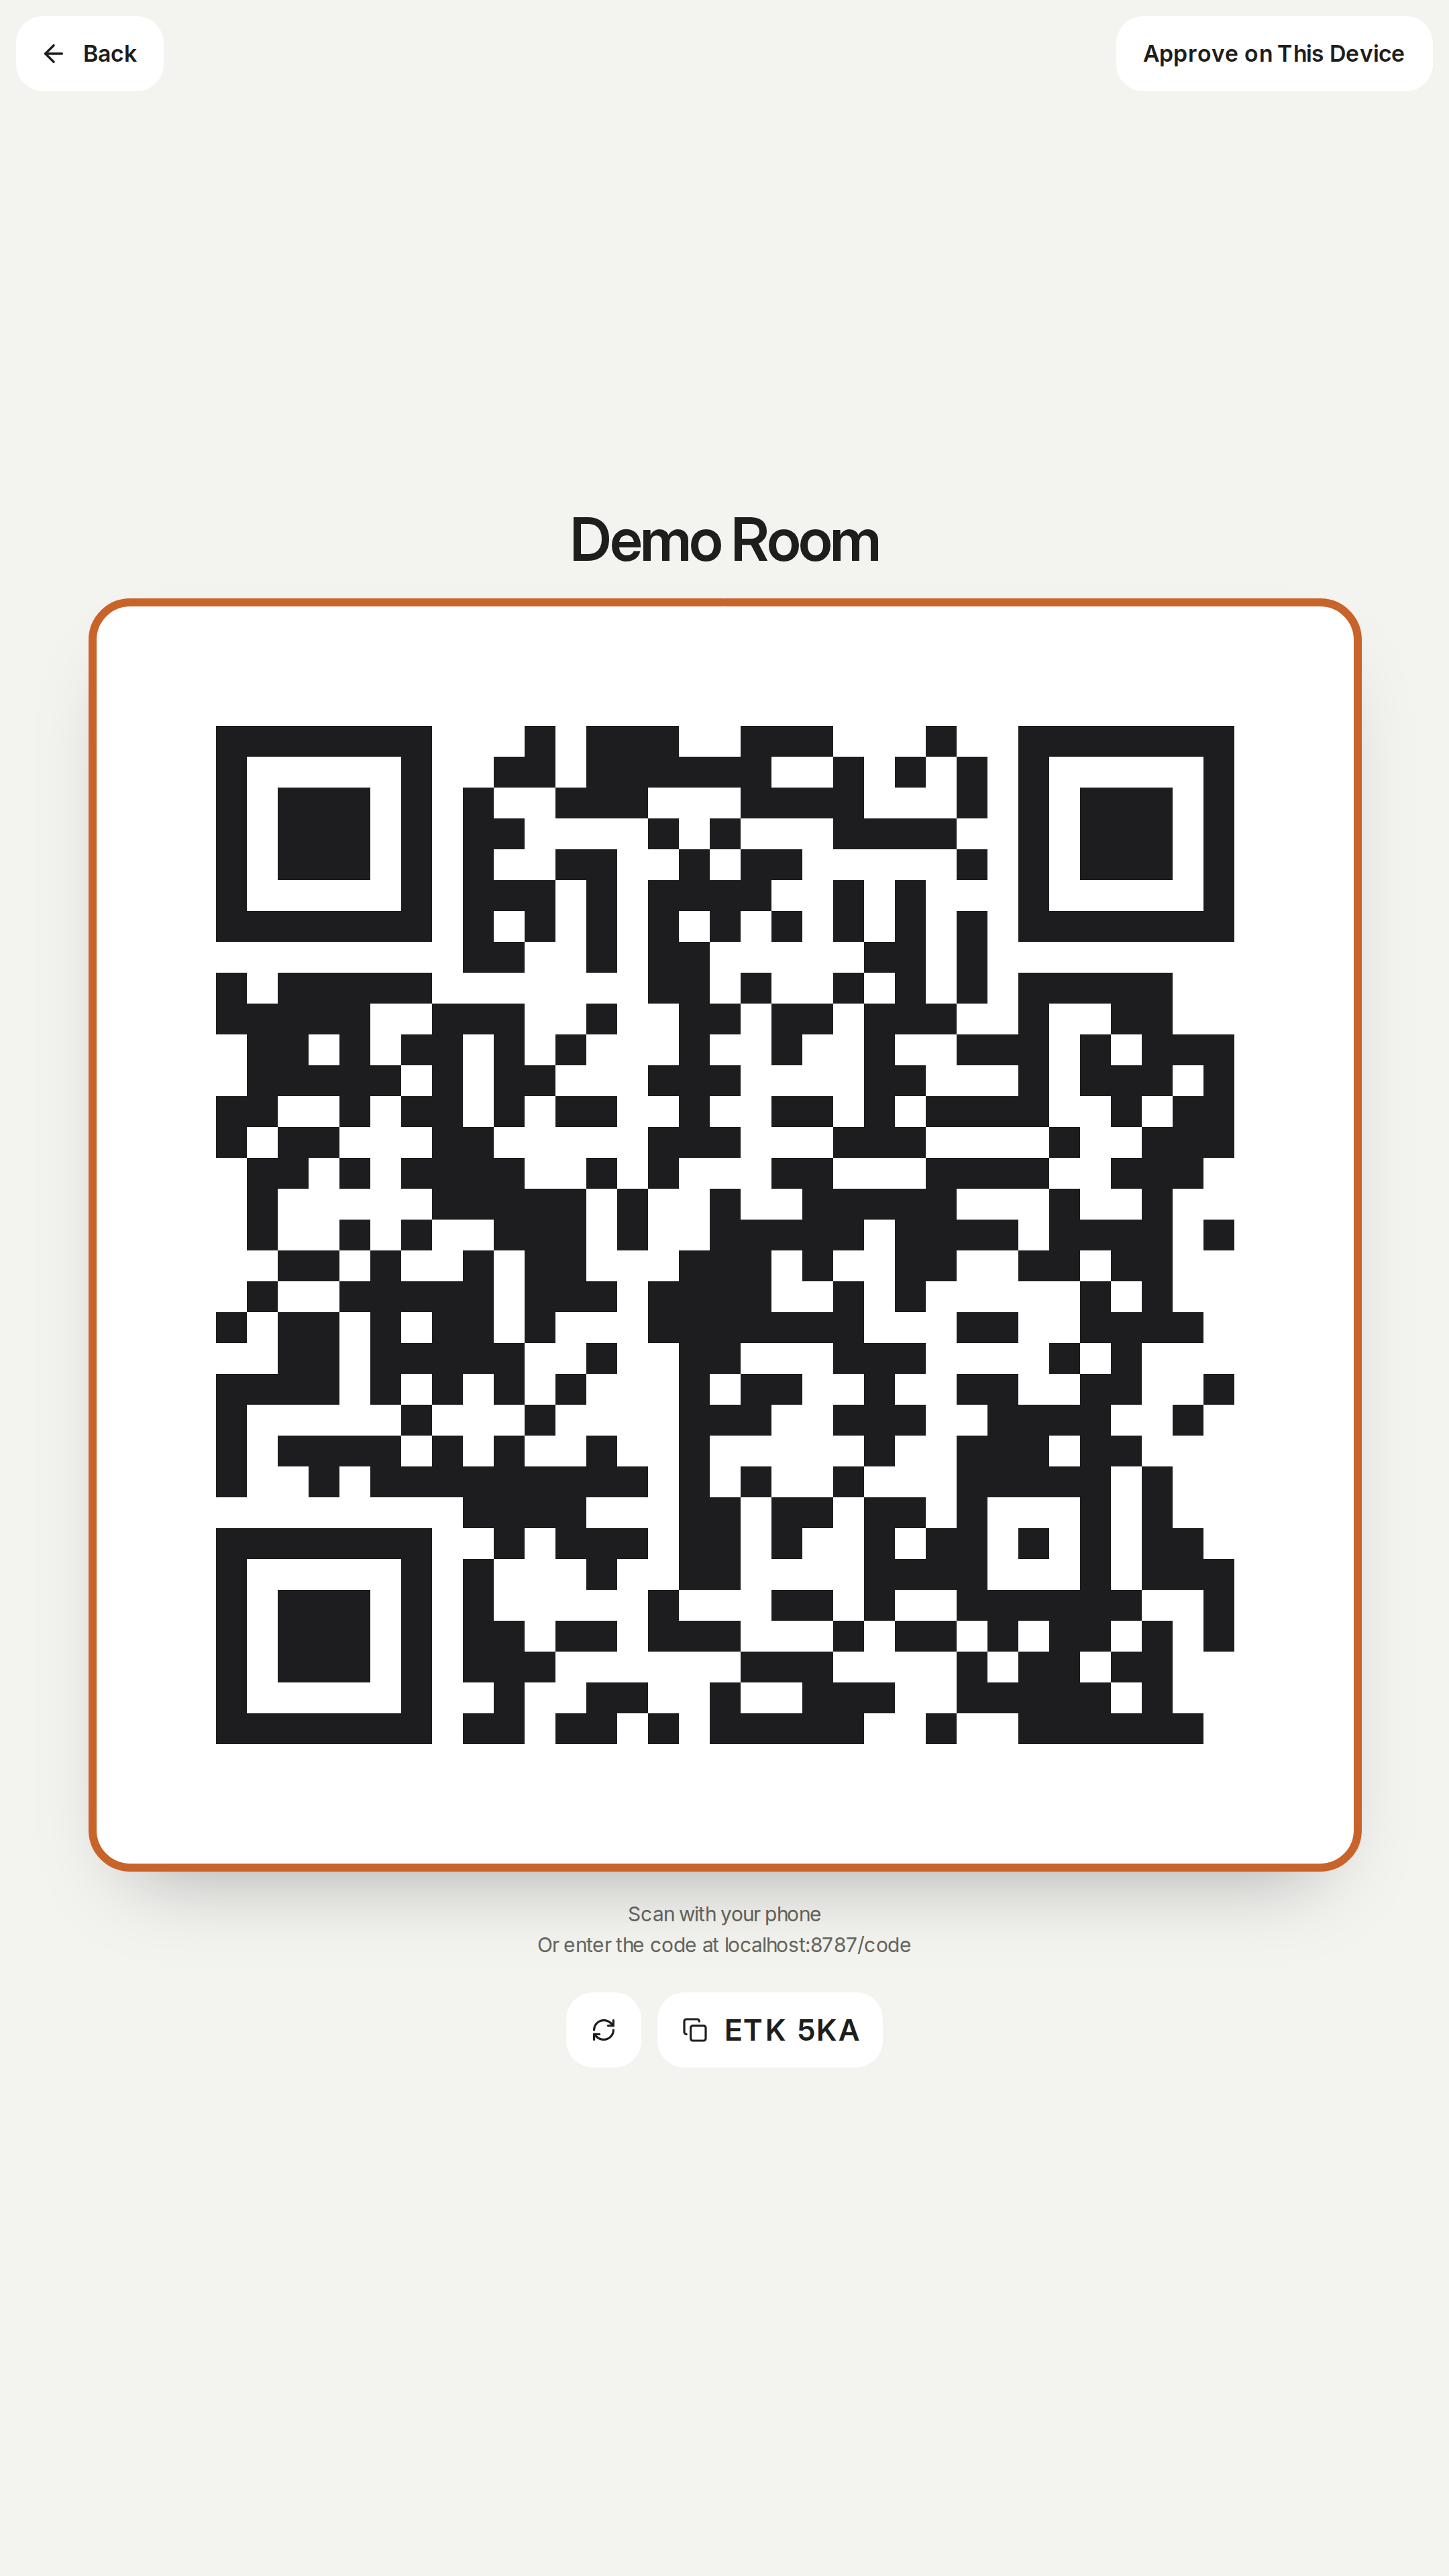 Back
Approve on This Device
Demo Room
Scan with your phone
Or enter the code at localhost:8787/code
ETK 5KA